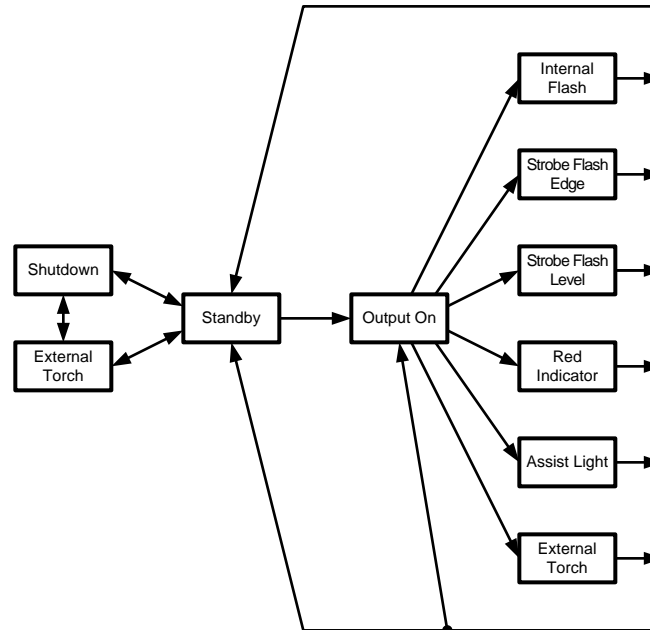 Internal
Flash
Strobe Flash
Edge
Shutdown
Strobe Flash
Level
Standby
Output On
External
Torch
Red
Indicator
Assist Light
External
Torch